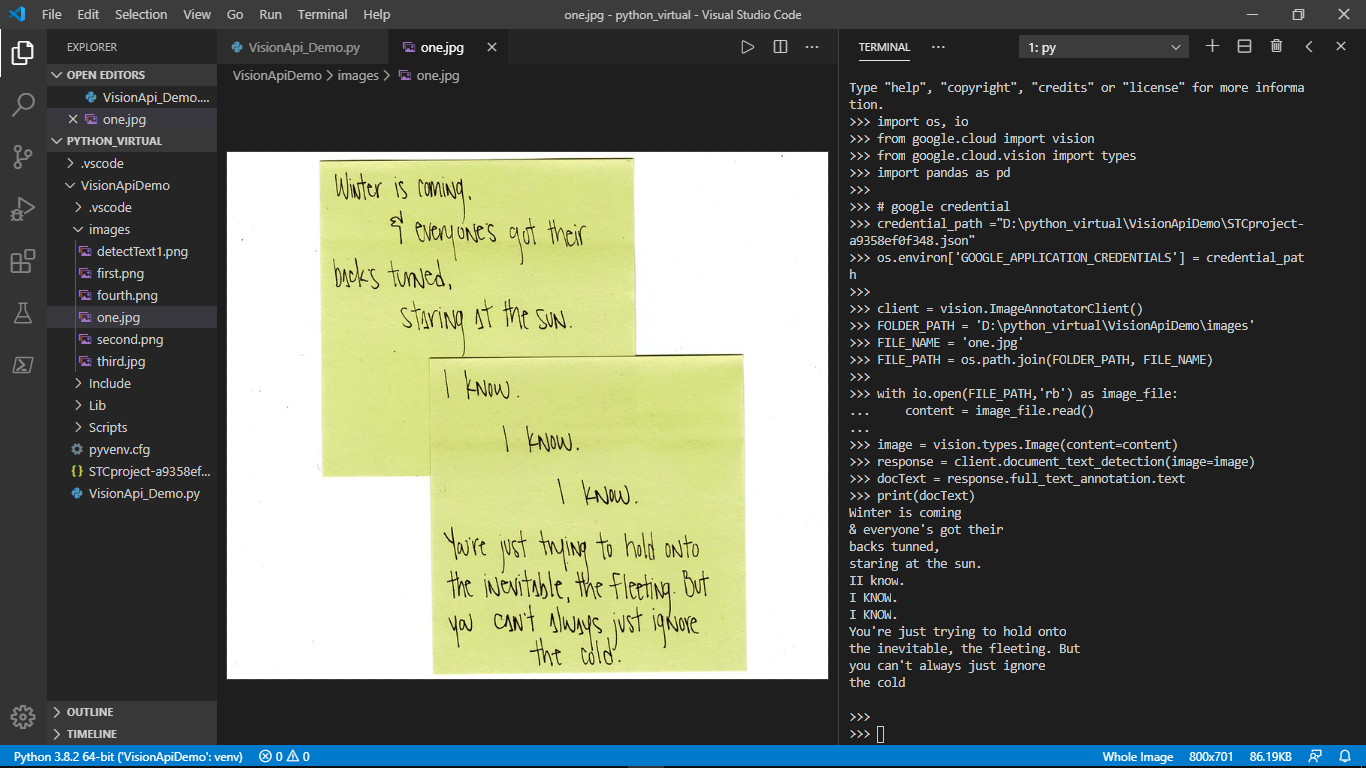 File Edit Selection View Go Run Terminal Help
one.jpg - python_virtual - Visual Studio Code
EXPLORER
OPEN EDITORS
VisionApi_Demo....
one.jpg
PYTHON_VIRTUAL
.vscode
VisionApiDemo
.vscode
images
detectText1.png
first.png
fourth.png
one.jpg
second.png
third.jpg
Include
Lib
Scripts
pyvenv.cfg
{} STCproject-a9358ef...
VisionApi_Demo.py
OUTLINE
TIMELINE
VisionApi_Demo.py
one.jpg
VisionApiDemo > images > one.jpg
Winter is coming,
& everyone's got their
backs turned,
staring at the sun.
I know.
I know.
I know.
You're just trying to hold onto
the inevitable, the fleeting. But
you can't always just ignore
the cold.
TERMINAL
1: py
Type "help", "copyright", "credits" or "license" for more informa
tion.
>>> import os, io
>>> from google.cloud import vision
>>> from google.cloud.vision import types
>>> import pandas as pd
>>>
>>> # google credential
>>> credential_path ="D:\python_virtual\VisionApiDemo\STCproject-
a9358ef0f348.json"
>>> os.environ['GOOGLE_APPLICATION_CREDENTIALS'] = credential_pat
h
>>>
>>> client = vision.ImageAnnotatorClient()
>>> FOLDER_PATH = 'D:\python_virtual\VisionApiDemo\images'
>>> FILE_NAME = 'one.jpg'
>>> FILE_PATH = os.path.join(FOLDER_PATH, FILE_NAME)
>>>
>>> with io.open(FILE_PATH,'rb') as image_file:
...     content = image_file.read()
...
>>> image = vision.types.Image(content=content)
>>> response = client.document_text_detection(image=image)
>>> docText = response.full_text_annotation.text
>>> print(docText)
Winter is coming
& everyone's got their
backs tunned,
staring at the sun.
II know.
I KNOW.
I KNOW.
You're just trying to hold onto
the inevitable, the fleeting. But
you can't always just ignore
the cold
>>>
>>>
Python 3.8.2 64-bit ('VisionApiDemo': venv) 0 0
Whole Image 800x701 86.19KB